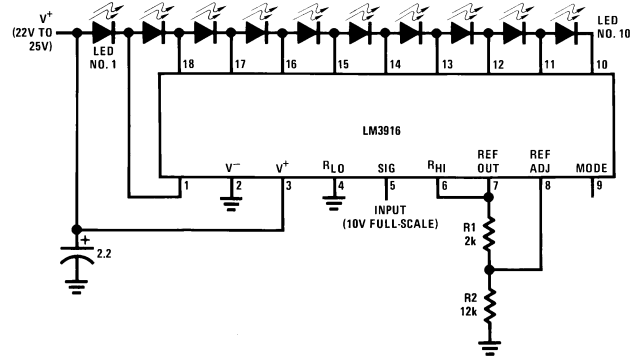 V+
(22V TO
25V)
LED
NO. 1
LED
NO. 10
18
17
16
15
14
13
12
11
10
LM3916
V−
V+
RLO
SIG
RHI
REF
OUT
REF
ADJ
MODE
1
2
3
4
5
6
7
8
9
INPUT
(10V FULL-SCALE)
+
2.2
R1
2k
R2
12k